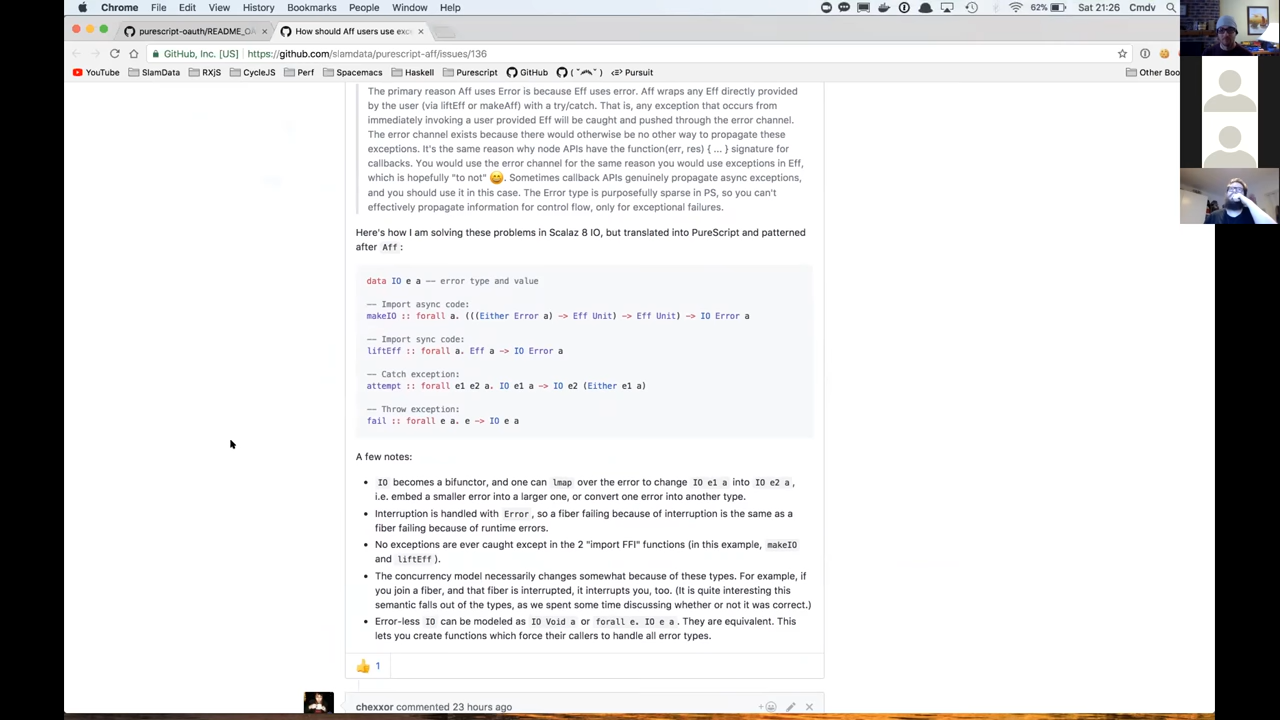 Chrome File Edit View History Bookmarks People Window Help 62% Sat 21:26 Cmdv
purescript-oauth/README_OA How should Aff users use exc
GitHub, Inc. [US] https://github.com/slamdata/purescript-aff/issues/136
YouTube SlamData RXjS CycleJS Perf Spacemacs Haskell Purescript GitHub Pursuit Other Boo
The primary reason Aff uses Error is because Eff uses error. Aff wraps any Eff directly provided
by the user (via liftEff or makeAff) with a try/catch. That is, any exception that occurs from
immediately invoking a user provided Eff will be caught and pushed through the error channel.
The error channel exists because there would otherwise be no other way to propagate these
exceptions. It's the same reason why node APIs have the function(err, res) { ... } signature for
callbacks. You would use the error channel for the same reason you would use exceptions in Eff,
which is hopefully "to not" 😄. Sometimes callback APIs genuinely propagate async exceptions,
and you should use it in this case. The Error type is purposefully sparse in PS, so you can't
effectively propagate information for control flow, only for exceptional failures.
Here's how I am solving these problems in Scalaz 8 IO, but translated into PureScript and patterned
after Aff:
data IO e a -- error type and value
-- Import async code:
makeIO :: forall a. (((Either Error a) -> Eff Unit) -> Eff Unit) -> IO Error a
-- Import sync code:
liftEff :: forall a. Eff a -> IO Error a
-- Catch exception:
attempt :: forall e1 e2 a. IO e1 a -> IO e2 (Either e1 a)
-- Throw exception:
fail :: forall e a. e -> IO e a
A few notes:
• IO becomes a bifunctor, and one can lmap over the error to change IO e1 a into IO e2 a,
i.e. embed a smaller error into a larger one, or convert one error into another type.
• Interruption is handled with Error, so a fiber failing because of interruption is the same as a
fiber failing because of runtime errors.
• No exceptions are ever caught except in the 2 "import FFI" functions (in this example, makeIO
and liftEff).
• The concurrency model necessarily changes somewhat because of these types. For example, if
you join a fiber, and that fiber is interrupted, it interrupts you, too. (It is quite interesting this
semantic falls out of the types, as we spent some time discussing whether or not it was correct.)
• Error-less IO can be modeled as IO Void a or forall e. IO e a. They are equivalent. This
lets you create functions which force their callers to handle all error types.
👍 1
chexxor commented 23 hours ago